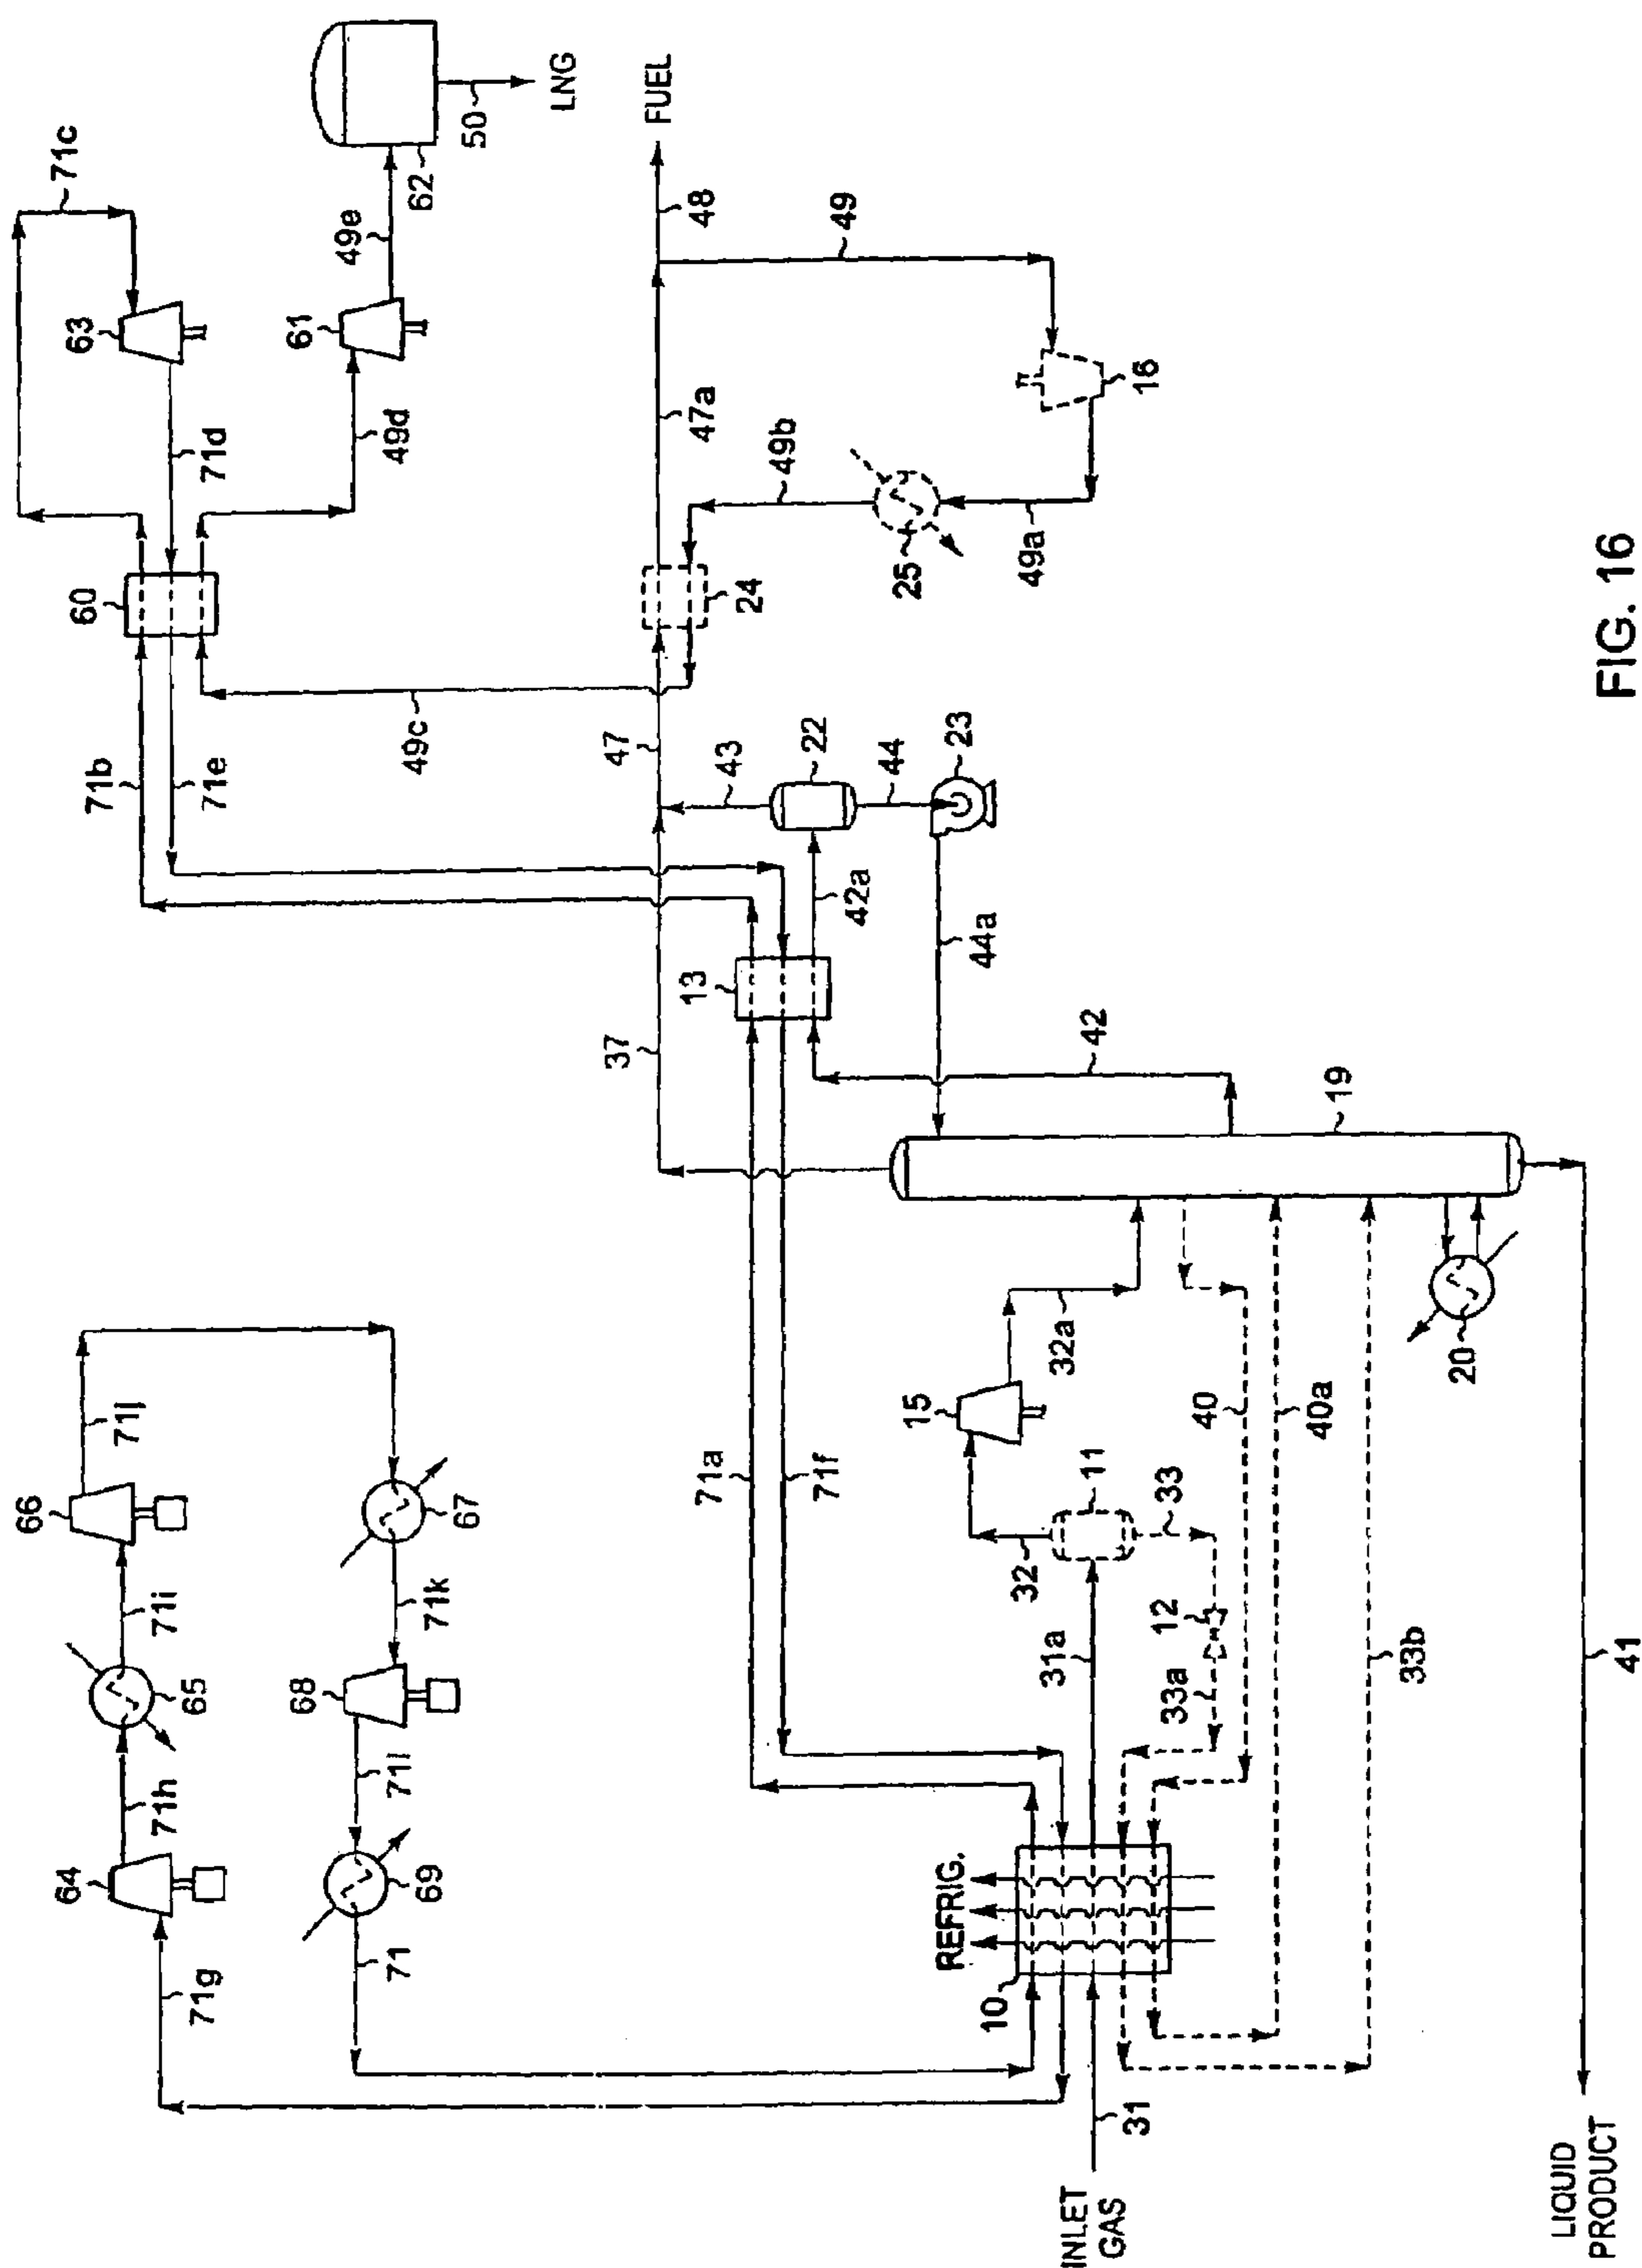 71g
64
71h
65
71i
66
71j
67
71k
68
71l
69
71
71b
71e
60
71d
63
71c
49d
61
49e
62
50
LNG
49c
71a
71f
13
37
47
43
22
44
23
42a
44a
42
24
47a
48
FUEL
49
49b
25
49a
16
INLET
GAS
31
10
REFRIG.
31a
32
11
33
12
33a
15
32a
40
40a
33b
19
20
41
LIQUID
PRODUCT
FIG. 16